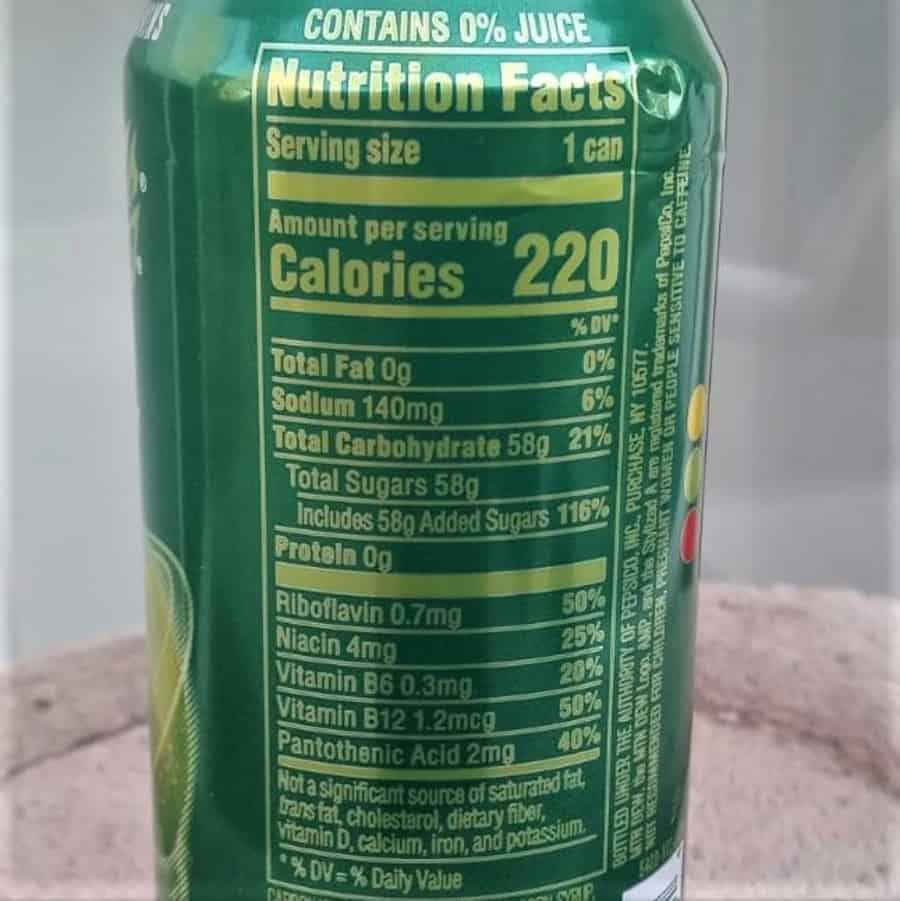 CONTAINS 0% JUICE
Nutrition Facts
Serving size 1 can
Amount per serving
Calories 220
% DV*
Total Fat 0g 0%
Sodium 140mg 6%
Total Carbohydrate 58g 21%
Total Sugars 58g
Includes 58g Added Sugars 116%
Protein 0g
Riboflavin 0.7mg 50%
Niacin 4mg 25%
Vitamin B6 0.3mg 20%
Vitamin B12 1.2mcg 50%
Pantothenic Acid 2mg 40%
Not a significant source of saturated fat,
trans fat, cholesterol, dietary fiber,
vitamin D, calcium, iron, and potassium.
* % DV = % Daily Value
BOTTLED UNDER THE AUTHORITY OF PEPSICO, INC., PURCHASE, NY 10577.
MTN DEW, the MTN DEW Logo, AMP, and the Stylized A are registered trademarks of PepsiCo, Inc.
NOT RECOMMENDED FOR CHILDREN, PREGNANT WOMEN OR PEOPLE SENSITIVE TO CAFFEINE